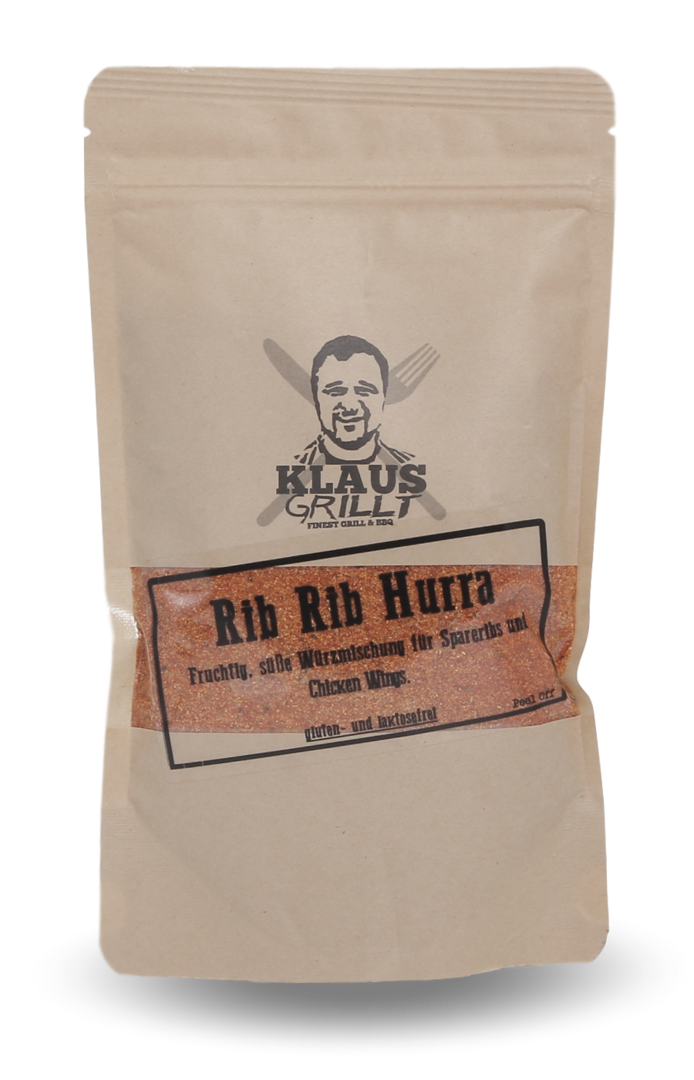 KLAUS
GRILLT
FINEST GRILL & BBQ
Rib Rib Hurra
Fruchtig, süße Würzmischung für Spareribs und
Chicken Wings.
Peel Off
gluten- und laktosefrei